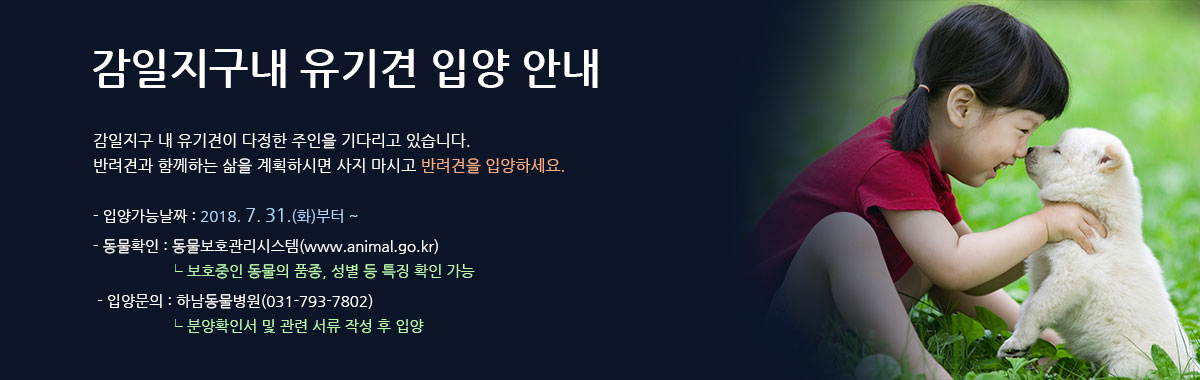 감일지구내 유기견 입양 안내
감일지구 내 유기견이 다정한 주인을 기다리고 있습니다.
반려견과 함께하는 삶을 계획하시면 사지 마시고 반려견을 입양하세요.
- 입양가능날짜 : 2018. 7. 31.(화)부터 ~
- 동물확인 : 동물보호관리시스템(www.animal.go.kr)
└ 보호중인 동물의 품종, 성별 등 특징 확인 가능
- 입양문의 : 하남동물병원(031-793-7802)
└ 분양확인서 및 관련 서류 작성 후 입양